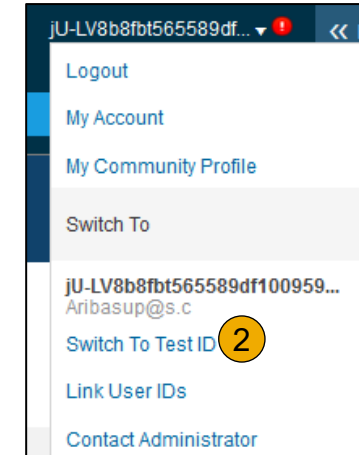 jU-LV8b8fbt565589df... ▾ ! «
Logout
My Account
My Community Profile
Switch To
jU-LV8b8fbt565589df100959...
Aribasup@s.c
Switch To Test ID 2
Link User IDs
Contact Administrator